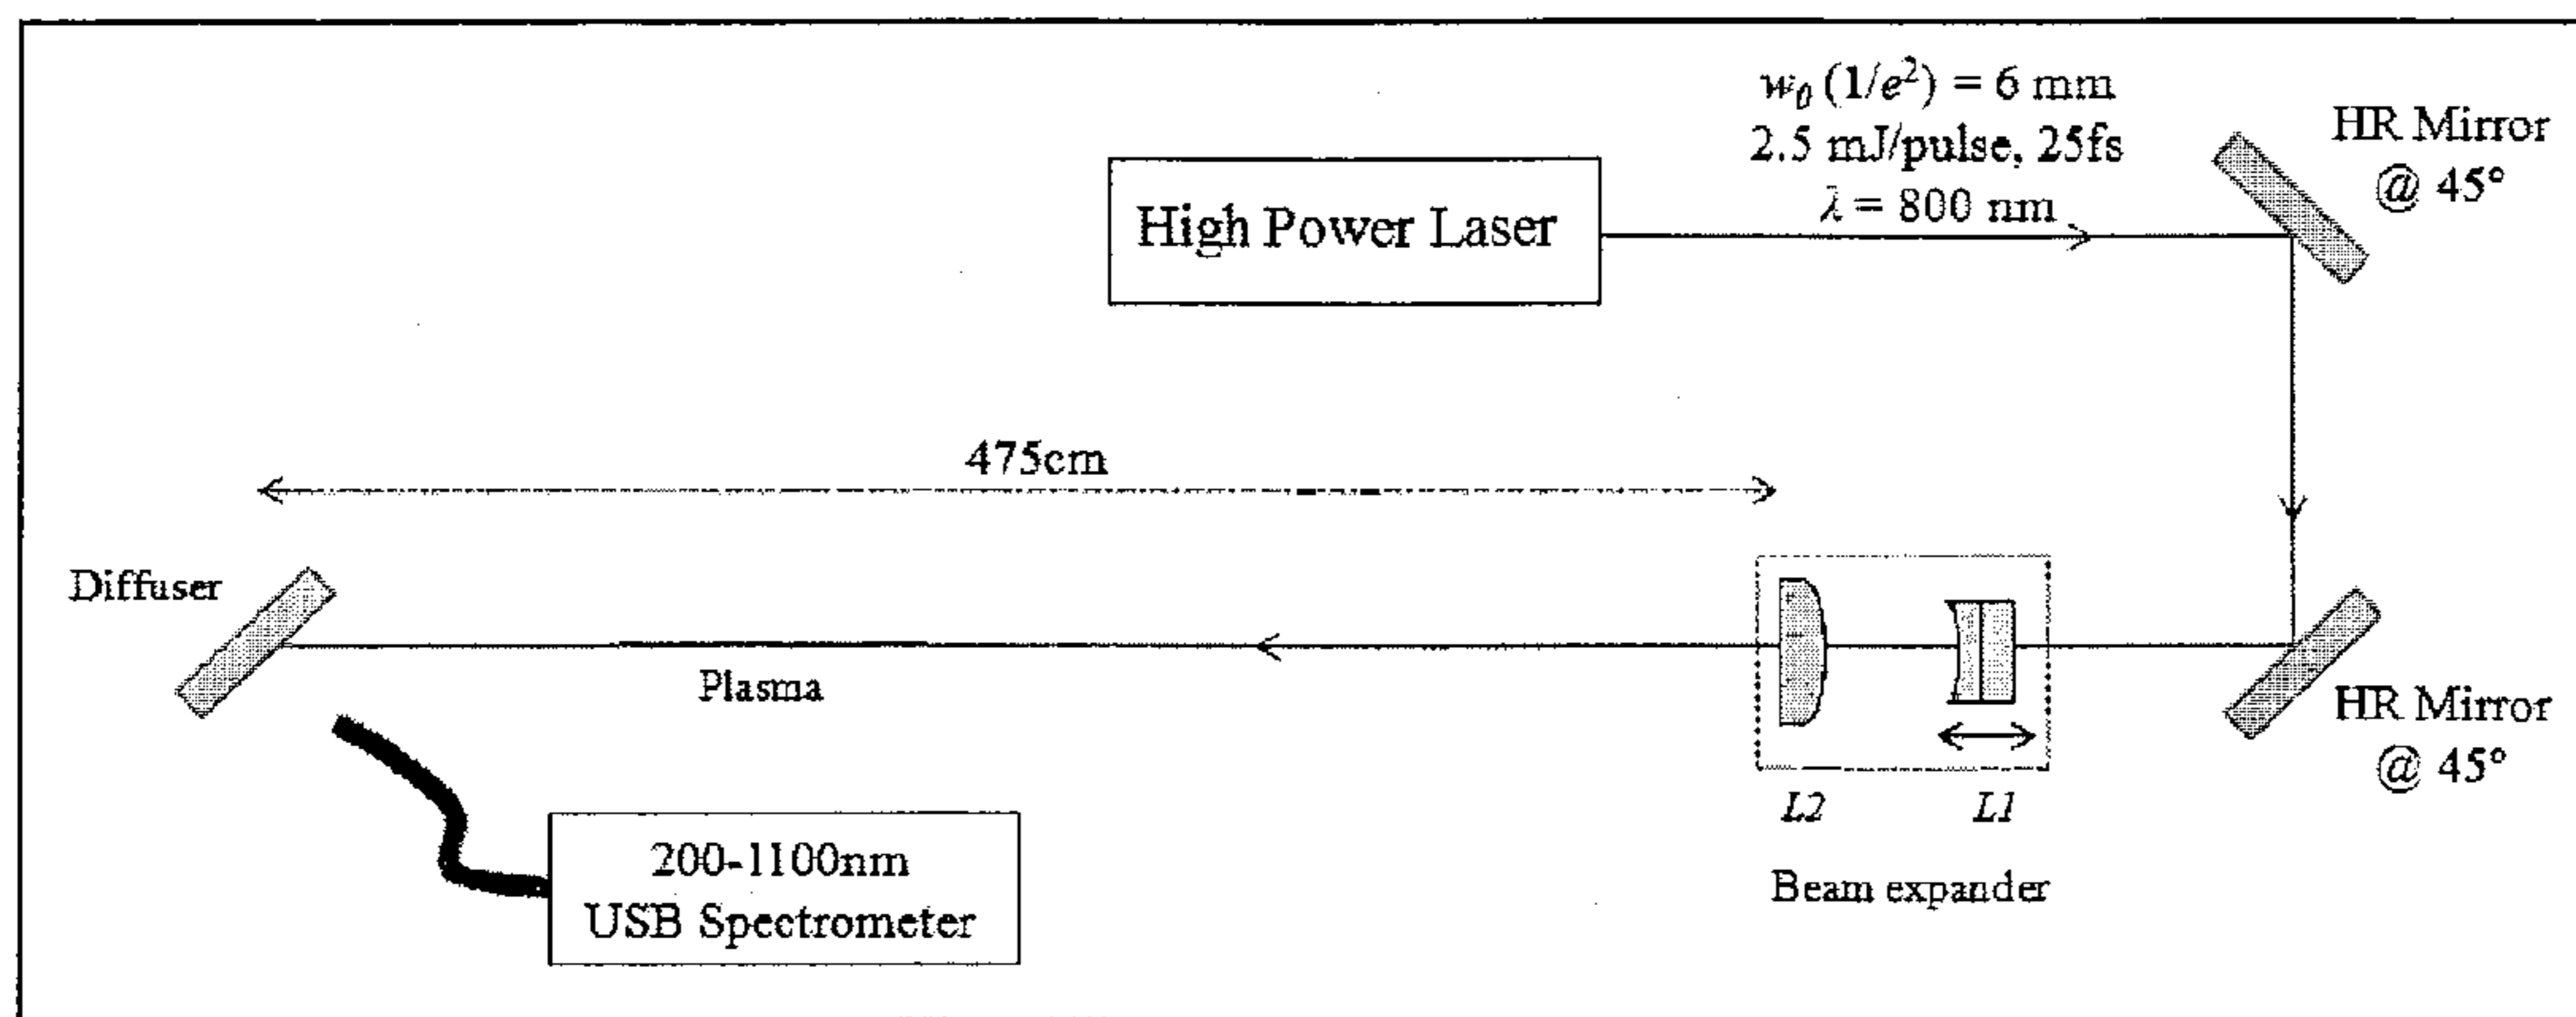 w₀ (1/e²) = 6 mm
2.5 mJ/pulse, 25fs
λ = 800 nm
HR Mirror
@ 45°
High Power Laser
475cm
Diffuser
Plasma
HR Mirror
@ 45°
L2
L1
Beam expander
200-1100nm
USB Spectrometer